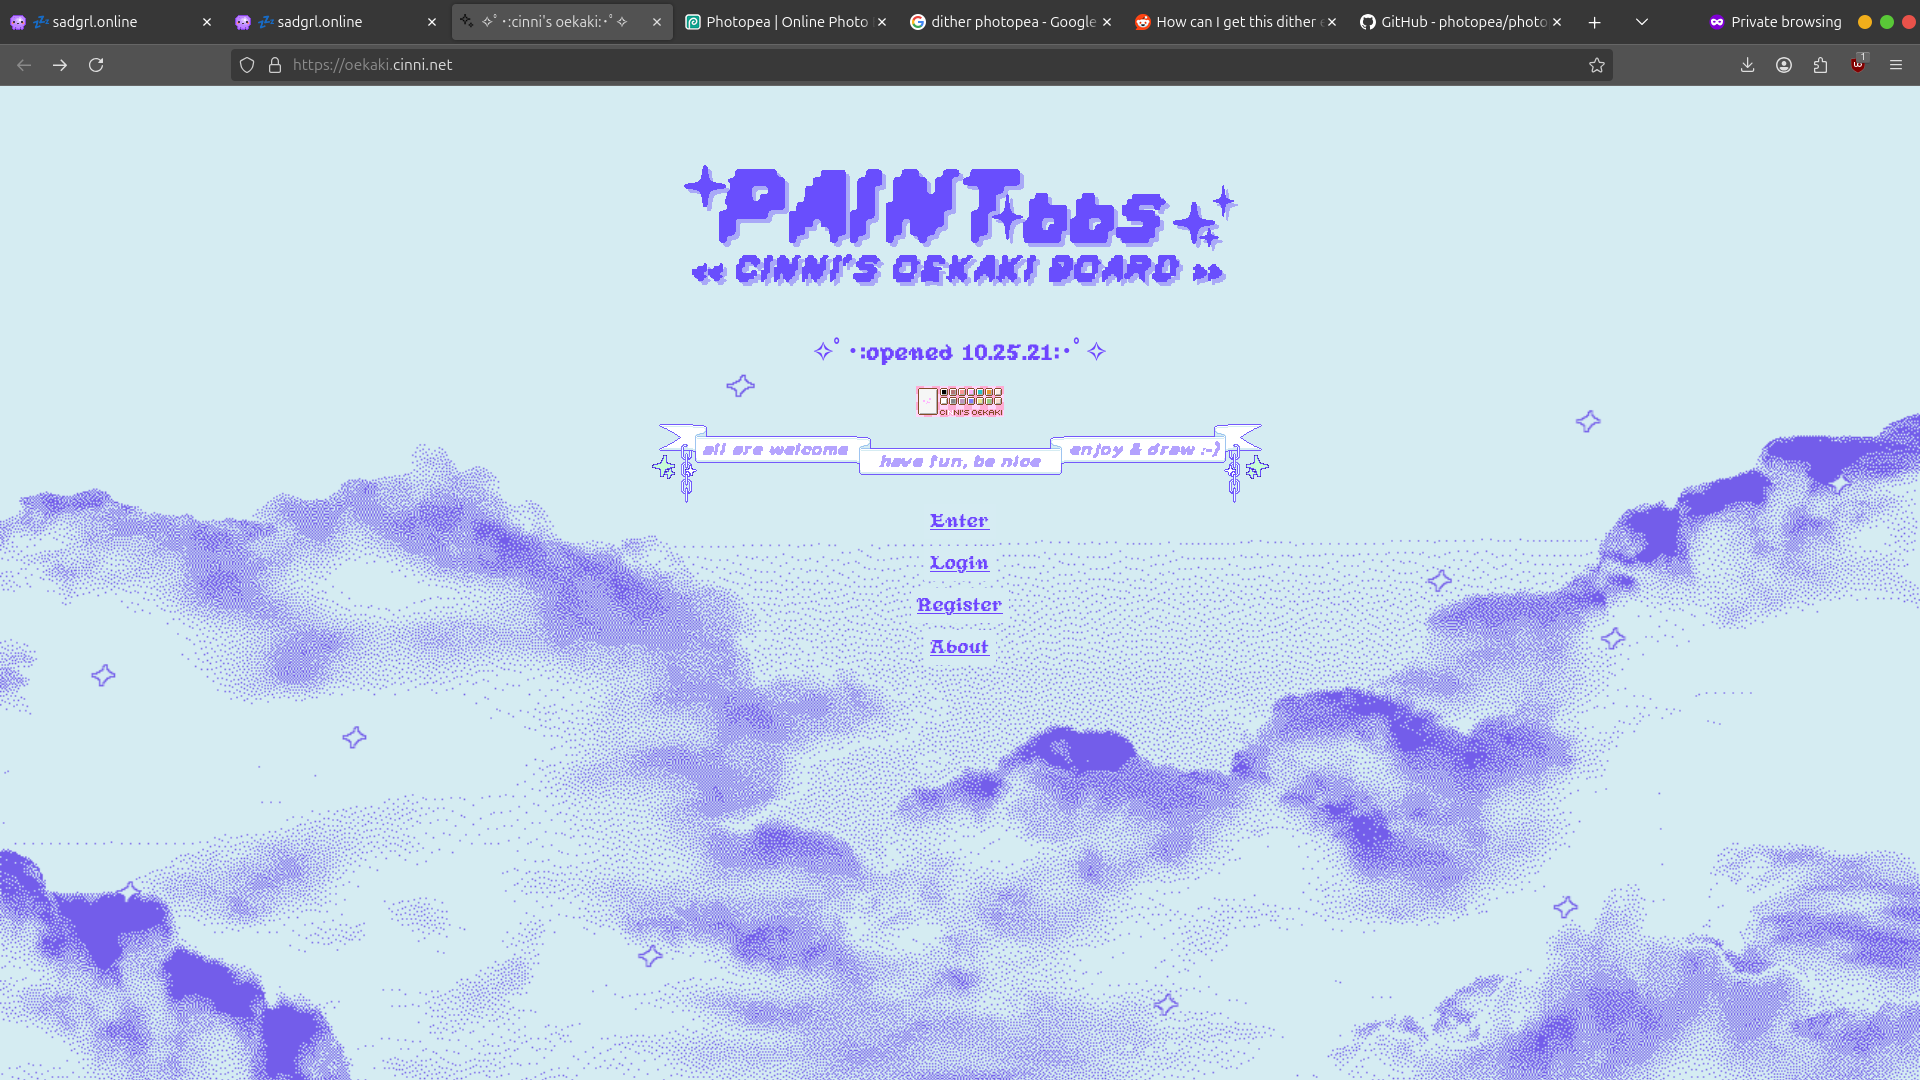 sadgrl.online
sadgrl.online
✧˚･:cinni's oekaki:･˚✧
Photopea | Online Photo
dither photopea - Google
How can I get this dither e
GitHub - photopea/photo
Private browsing
https://oekaki.cinni.net
1
PAINTbbs
« CINNI'S OEKAKI BOARD »
✧˚･:opened 10.25.21:･˚✧
CINNI'S OEKAKI
all are welcome
have fun, be nice
enjoy & draw :-)
Enter
Login
Register
About